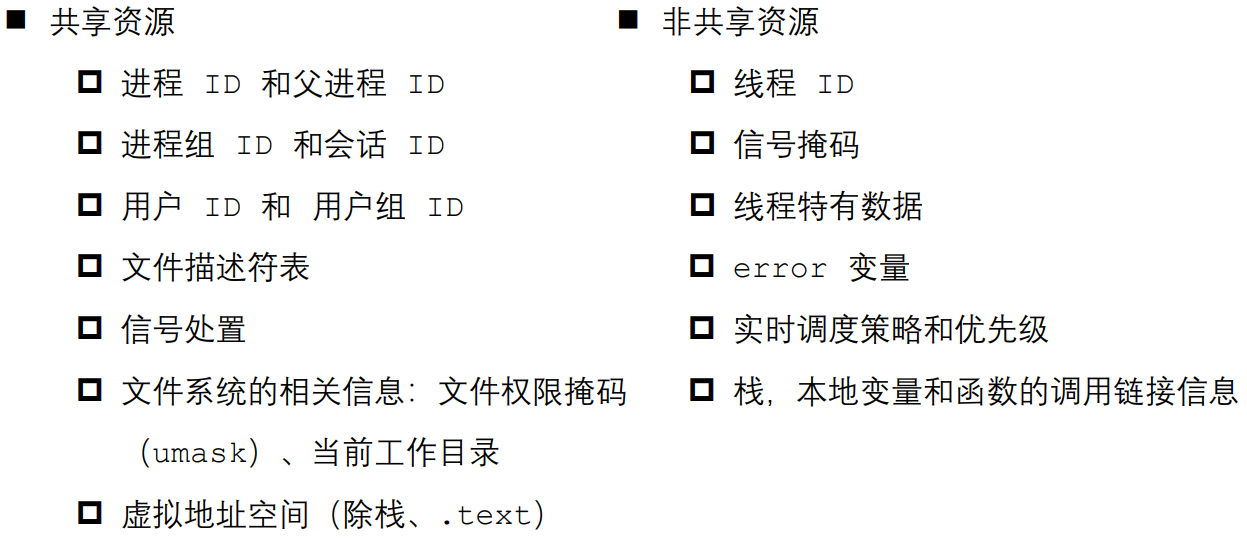 共享资源
进程 ID 和父进程 ID
进程组 ID 和会话 ID
用户 ID 和 用户组 ID
文件描述符表
信号处置
文件系统的相关信息：文件权限掩码
（umask）、当前工作目录
虚拟地址空间（除栈、.text）
非共享资源
线程 ID
信号掩码
线程特有数据
error 变量
实时调度策略和优先级
栈，本地变量和函数的调用链接信息